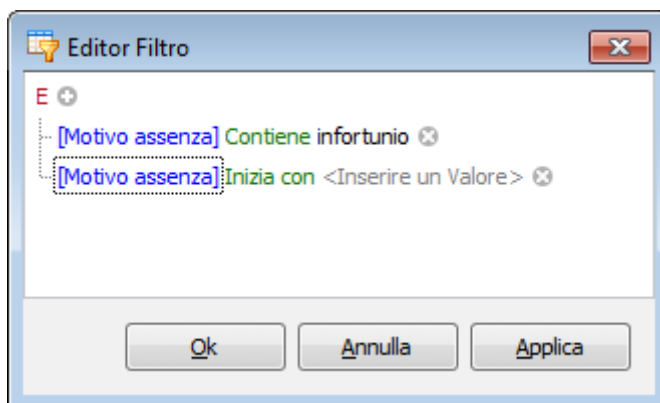 Editor Filtro
E
[Motivo assenza] Contiene infortunio
[Motivo assenza] Inizia con <Inserire un Valore>
Ok Annulla Applica